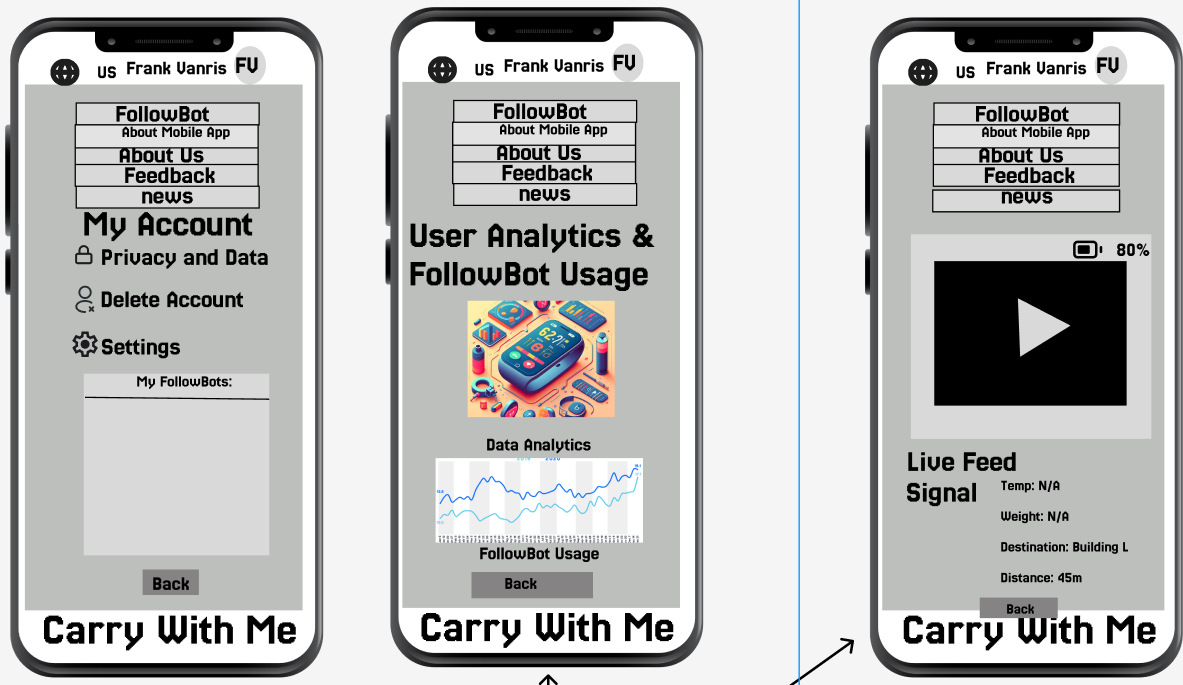 US Frank Vanris FV
FollowBot
About Mobile App
About Us
Feedback
news
My Account
Privacy and Data
Delete Account
Settings
My FollowBots:
Back
Carry With Me
US Frank Vanris FV
FollowBot
About Mobile App
About Us
Feedback
news
User Analytics &
FollowBot Usage
Data Analytics
FollowBot Usage
Back
Carry With Me
US Frank Vanris FV
FollowBot
About Mobile App
About Us
Feedback
news
80%
Live Feed
Signal
Temp: N/A
Weight: N/A
Destination: Building L
Distance: 45m
Back
Carry With Me